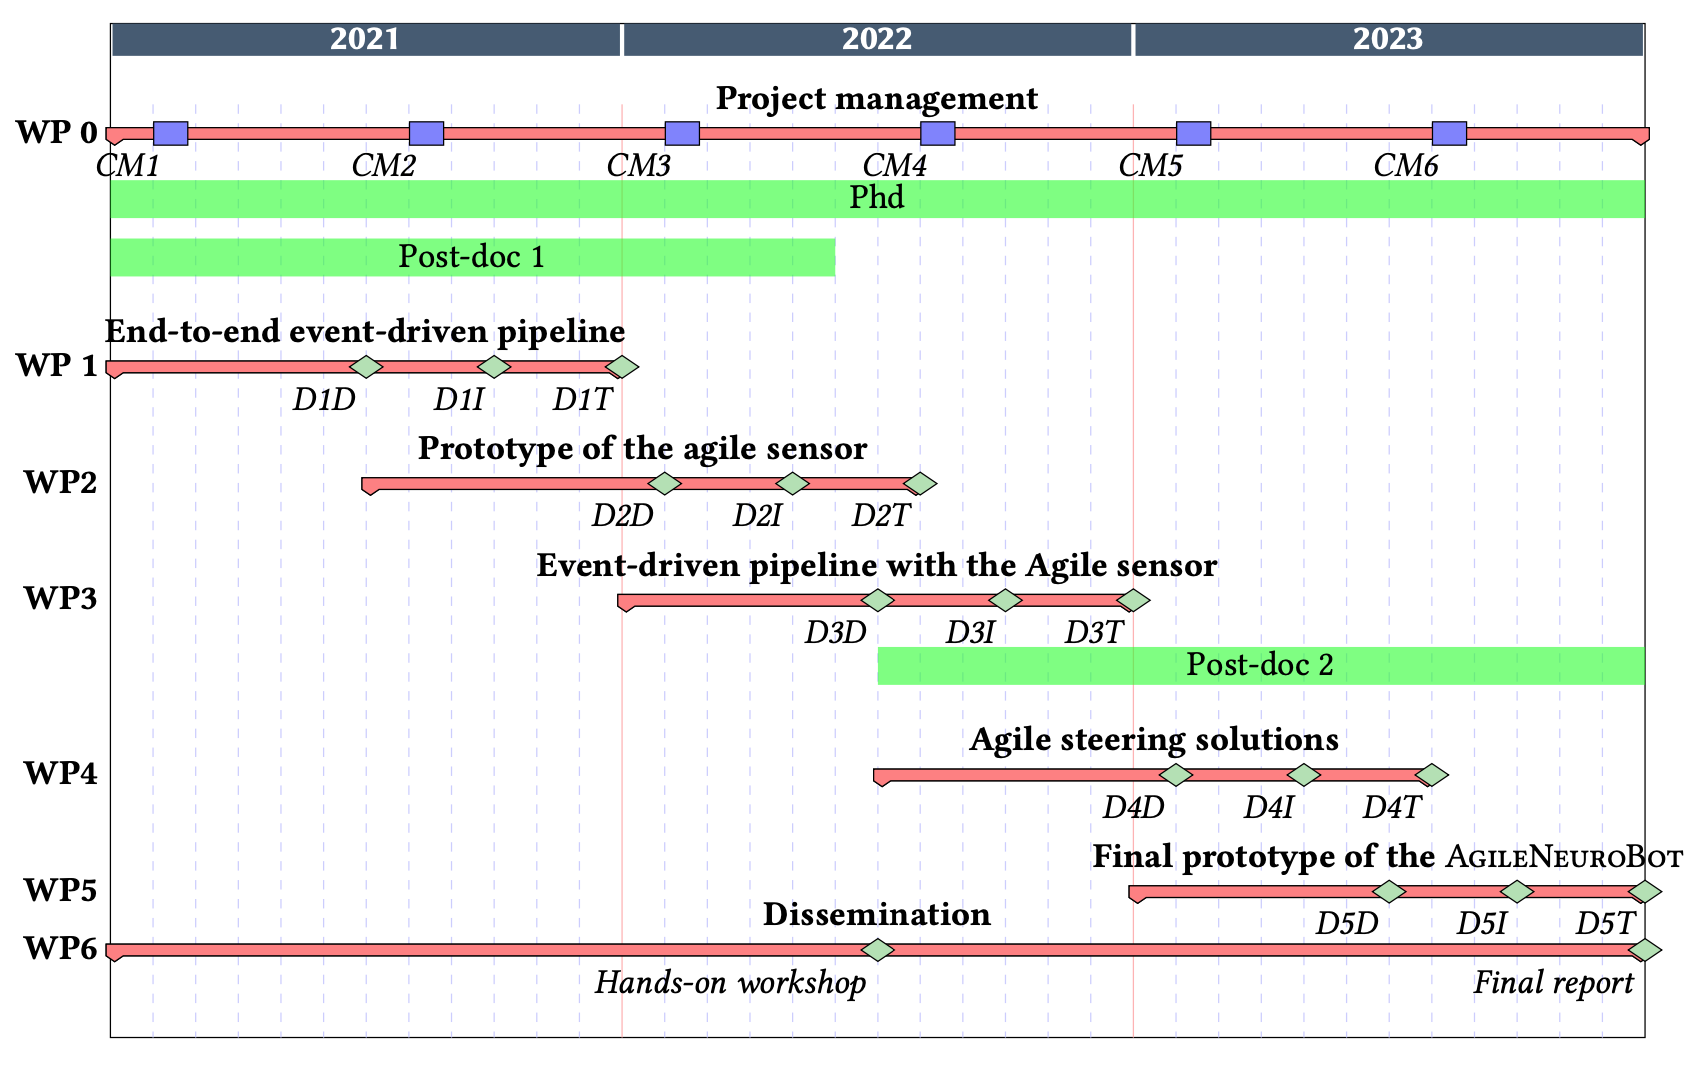 2021 2022 2023
Project management
WP 0
CM1 CM2 CM3 CM4 CM5 CM6
Phd
Post-doc 1
End-to-end event-driven pipeline
WP 1
D1D D1I D1T
Prototype of the agile sensor
WP2
D2D D2I D2T
Event-driven pipeline with the Agile sensor
WP3
D3D D3I D3T
Post-doc 2
Agile steering solutions
WP4
D4D D4I D4T
Final prototype of the AGILENEUROBOT
WP5
D5D D5I D5T
Dissemination
WP6
Hands-on workshop Final report